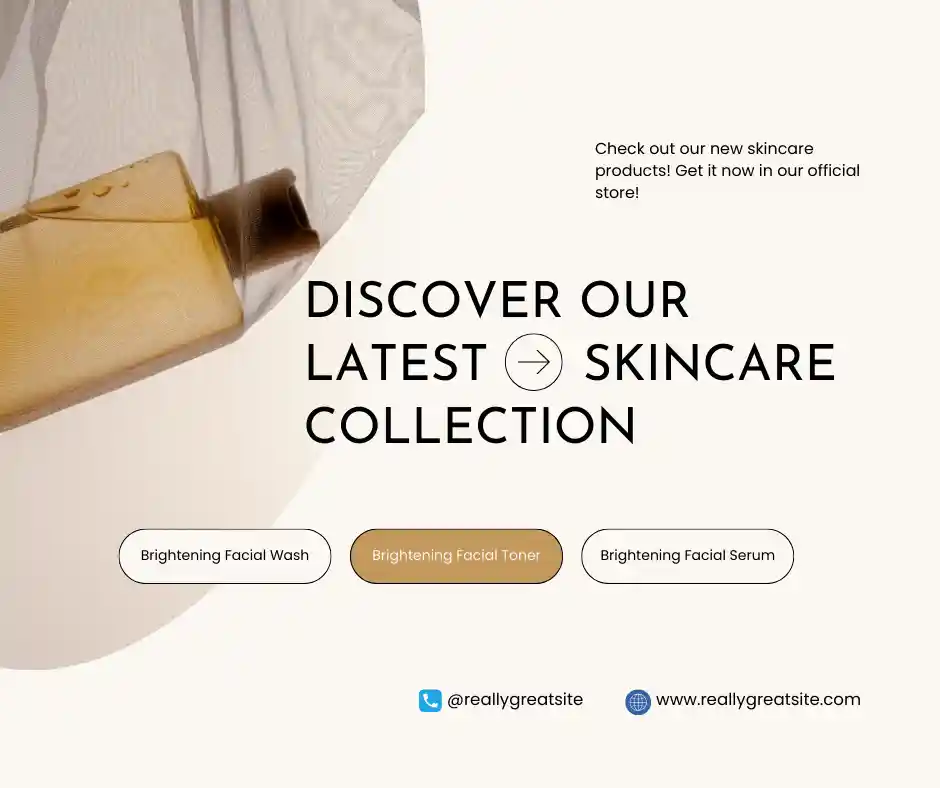 Check out our new skincare
products! Get it now in our official
store!
DISCOVER OUR
LATEST SKINCARE
COLLECTION
Brightening Facial Wash
Brightening Facial Toner
Brightening Facial Serum
@reallygreatsite
www.reallygreatsite.com